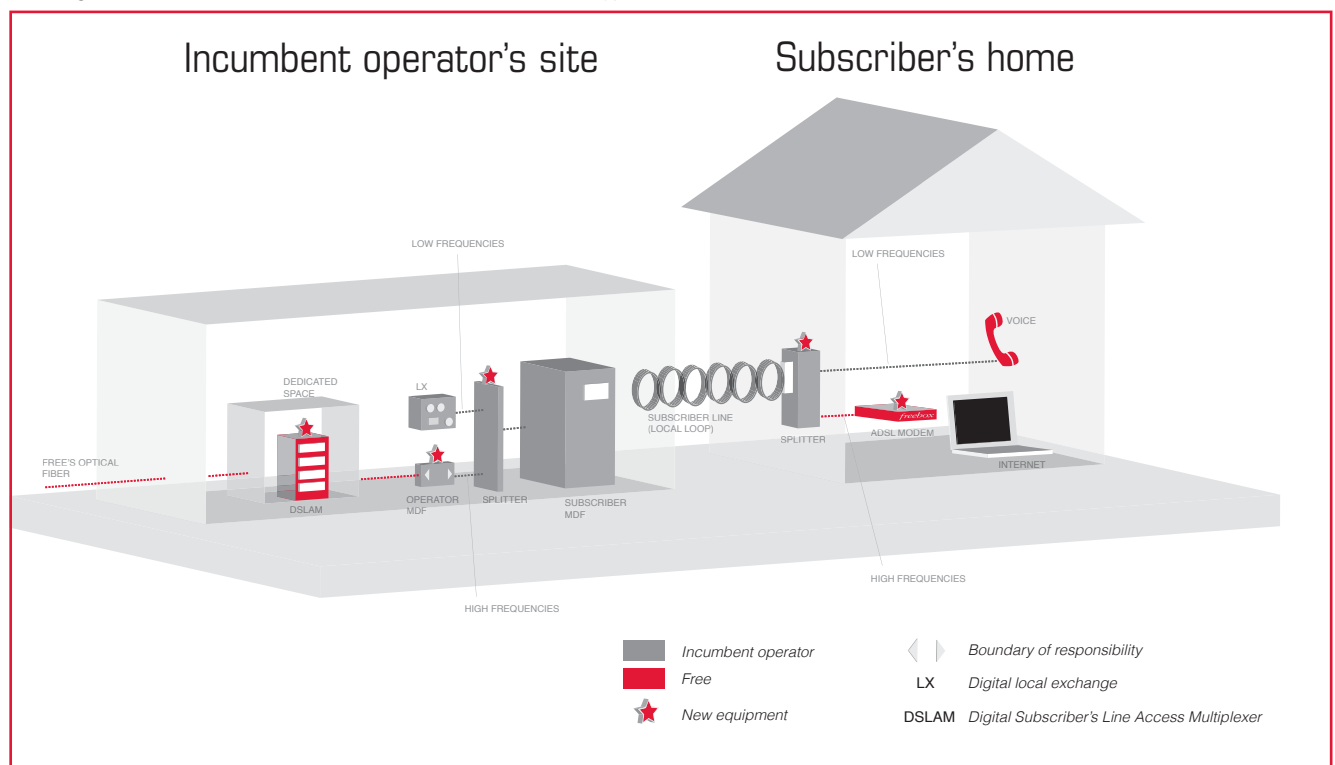 Incumbent operator's site
Subscriber's home
LOW FREQUENCIES
LOW FREQUENCIES
VOICE
DEDICATED
SPACE
LX
SUBSCRIBER LINE
(LOCAL LOOP)
SPLITTER
freebox
ADSL MODEM
INTERNET
FREE'S OPTICAL
FIBER
DSLAM
OPERATOR
MDF
SPLITTER
SUBSCRIBER
MDF
HIGH FREQUENCIES
HIGH FREQUENCIES
Incumbent operator
Free
New equipment
Boundary of responsibility
LX Digital local exchange
DSLAM Digital Subscriber's Line Access Multiplexer